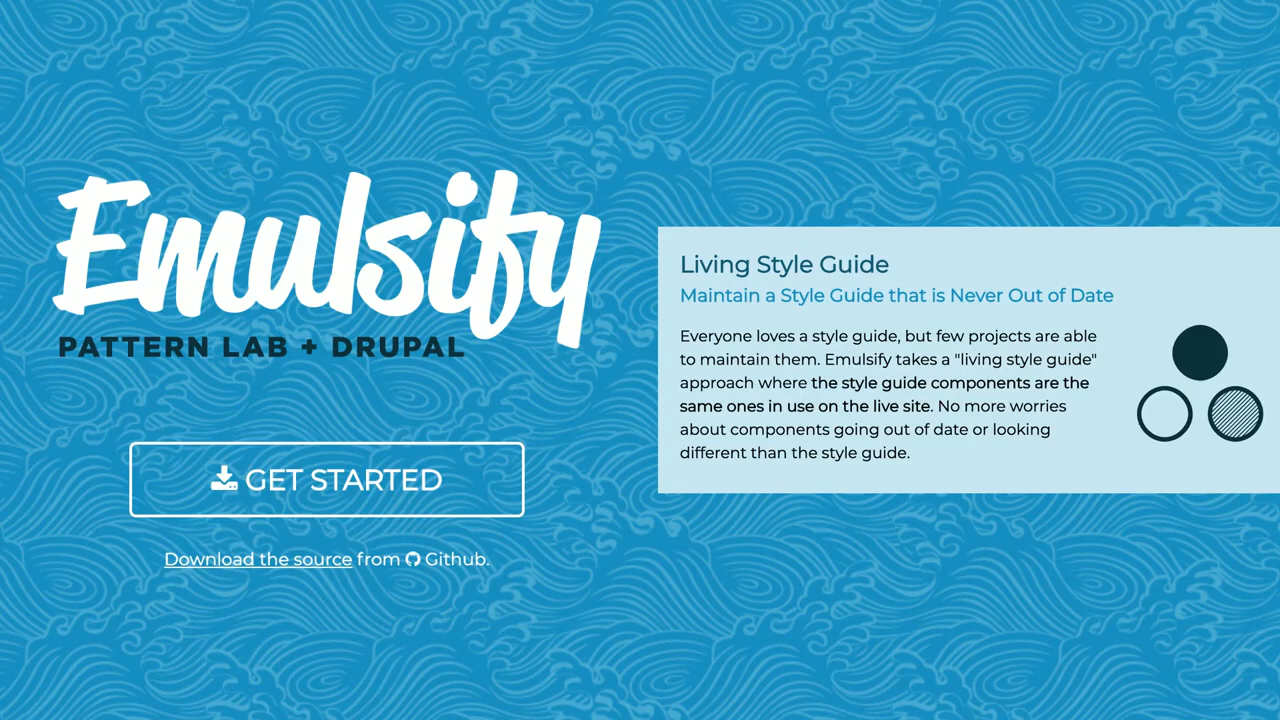 Emulsify
PATTERN LAB + DRUPAL
GET STARTED
Download the source from Github.
Living Style Guide
Maintain a Style Guide that is Never Out of Date
Everyone loves a style guide, but few projects are able
to maintain them. Emulsify takes a "living style guide"
approach where the style guide components are the
same ones in use on the live site. No more worries
about components going out of date or looking
different than the style guide.